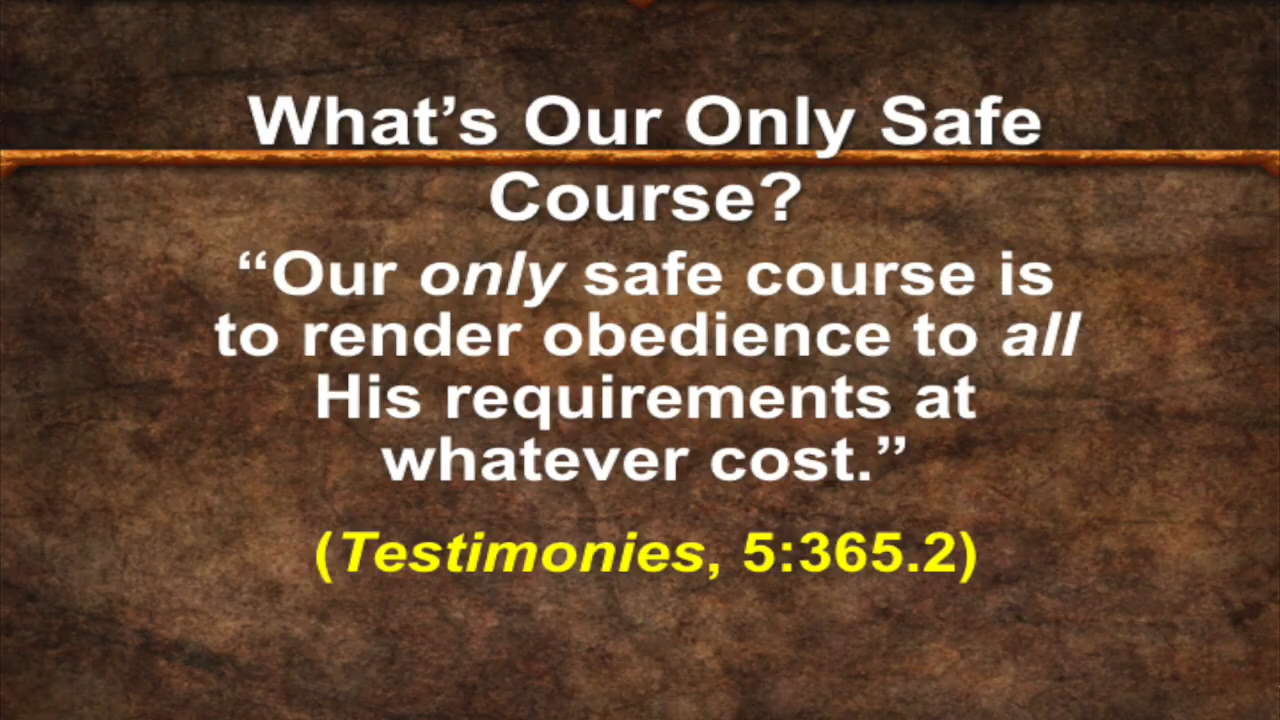 What’s Our Only Safe
Course?
“Our only safe course is
to render obedience to all
His requirements at
whatever cost.”
(Testimonies, 5:365.2)